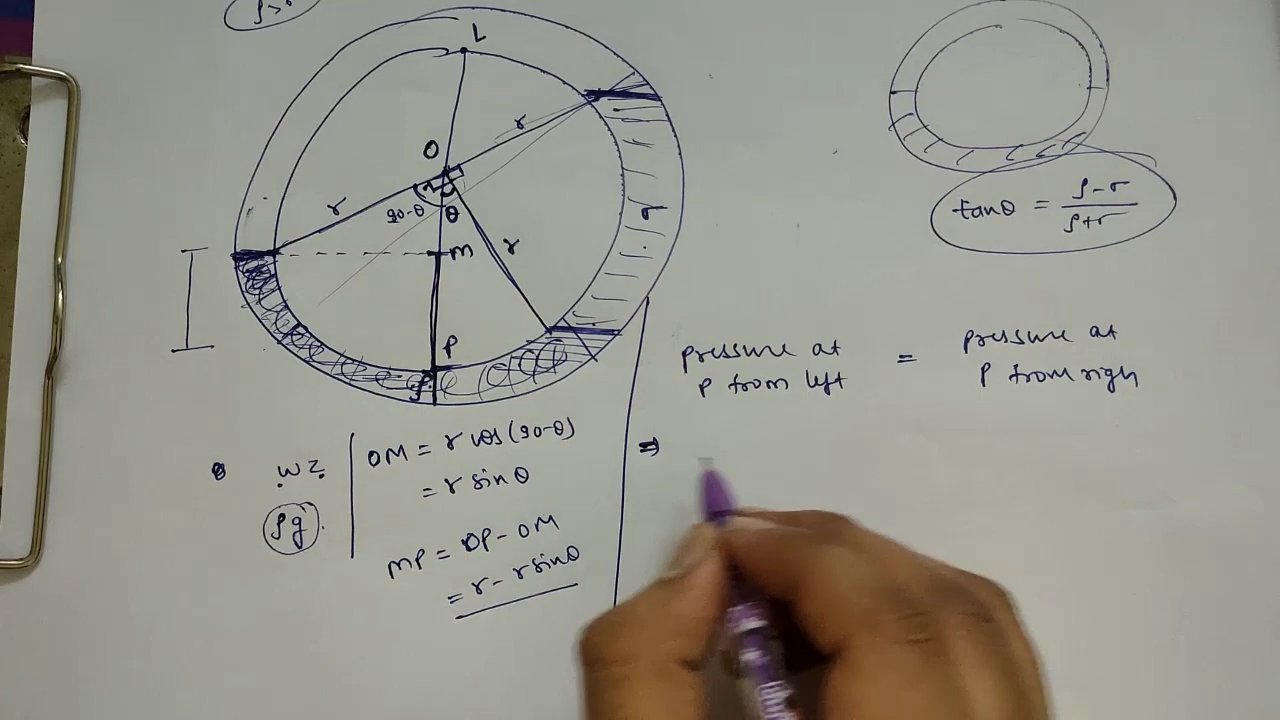 ρ>σ
L
O
r
r
90-θ
θ
r
M
P
ρ
σ
tanθ = ρ-σ / ρ+σ
pressure at P from left = pressure at P from righ
⇒
wz
ρg
OM = r cos(90-θ)
= r sinθ
MP = OP - OM
= r - r sinθ